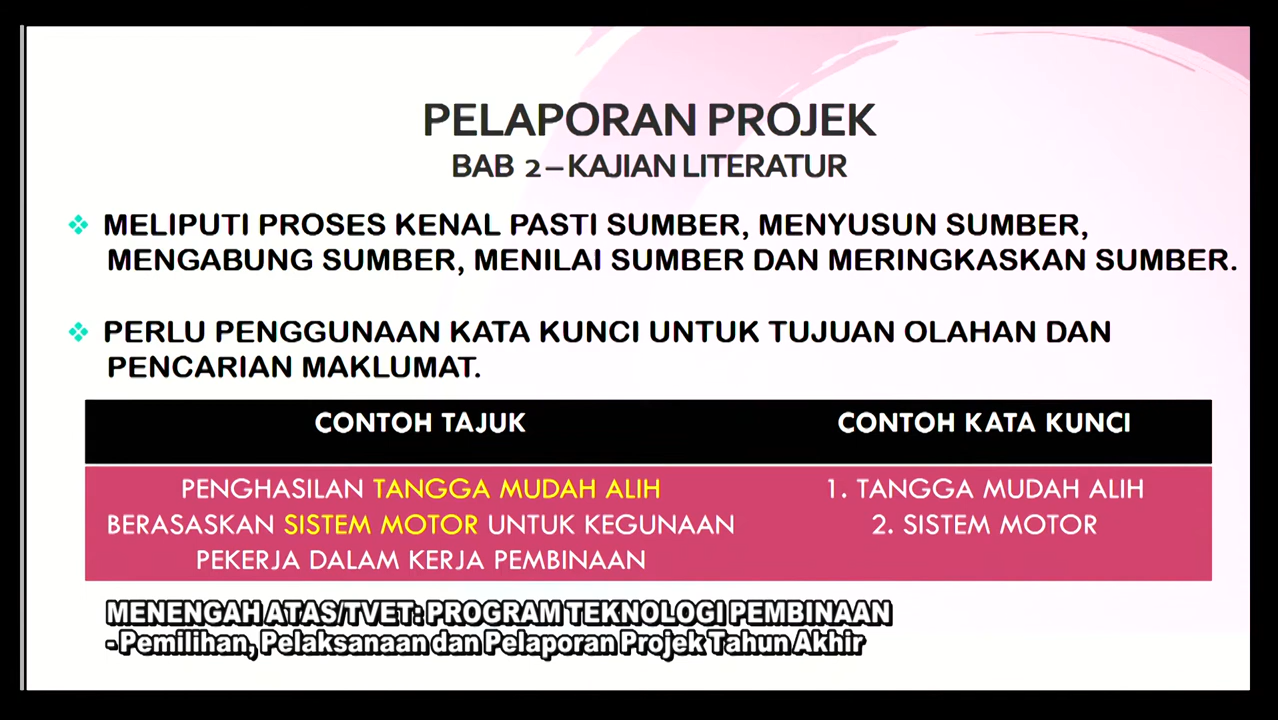 PELAPORAN PROJEK
BAB 2 – KAJIAN LITERATUR
MELIPUTI PROSES KENAL PASTI SUMBER, MENYUSUN SUMBER,
MENGABUNG SUMBER, MENILAI SUMBER DAN MERINGKASKAN SUMBER.
PERLU PENGGUNAAN KATA KUNCI UNTUK TUJUAN OLAHAN DAN
PENCARIAN MAKLUMAT.
CONTOH TAJUK
PENGHASILAN TANGGA MUDAH ALIH
BERASASKAN SISTEM MOTOR UNTUK KEGUNAAN
PEKERJA DALAM KERJA PEMBINAAN
CONTOH KATA KUNCI
1. TANGGA MUDAH ALIH
2. SISTEM MOTOR
MENENGAH ATAS/TVET: PROGRAM TEKNOLOGI PEMBINAAN
- Pemilihan, Pelaksanaan dan Pelaporan Projek Tahun Akhir